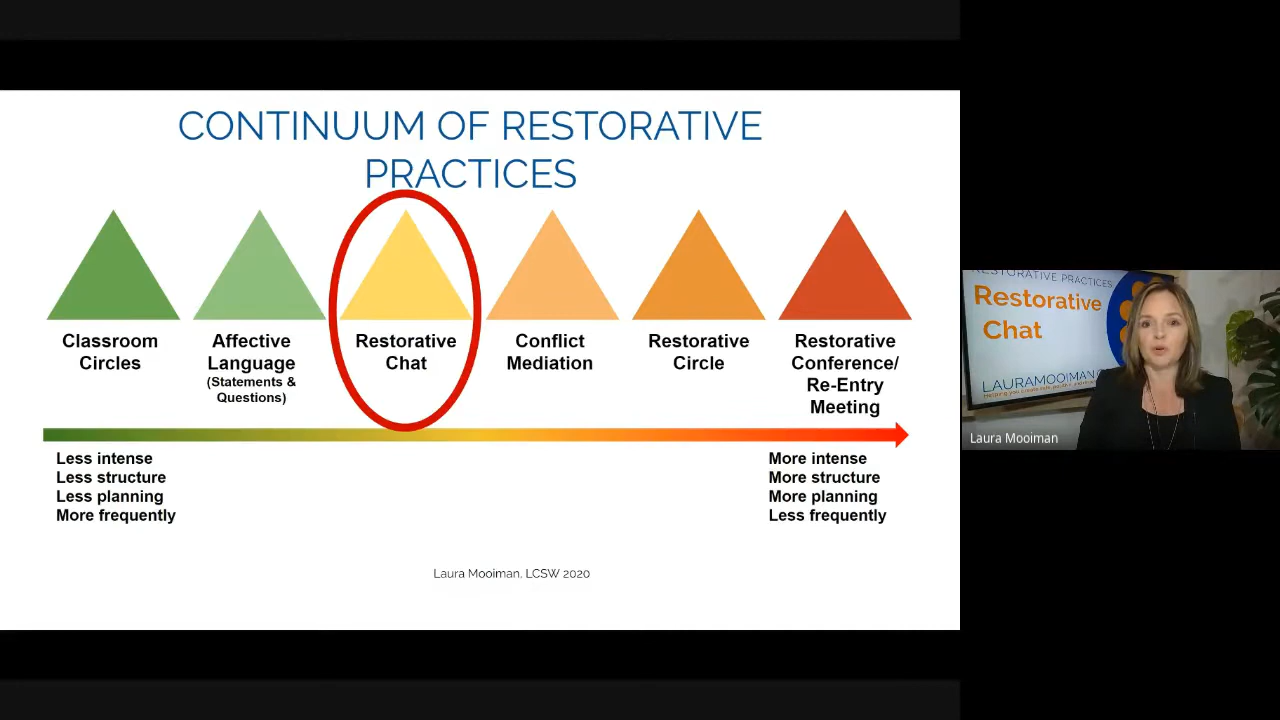 CONTINUUM OF RESTORATIVE
PRACTICES
Classroom
Circles
Affective
Language
(Statements &
Questions)
Restorative
Chat
Conflict
Mediation
Restorative
Circle
Restorative
Conference/
Re-Entry
Meeting
Less intense
Less structure
Less planning
More frequently
More intense
More structure
More planning
Less frequently
Laura Mooiman, LCSW 2020
RESTORATIVE PRACTICES
Restorative
Chat
LAURAMOOIMAN
Laura Mooiman